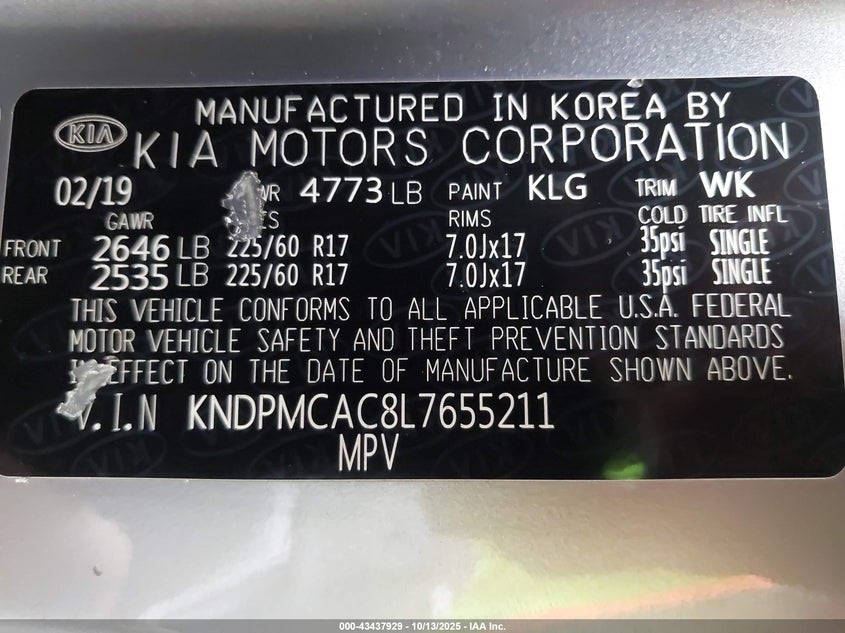 MANUFACTURED IN KOREA BY
KIA KIA MOTORS CORPORATION
02/19 WR 4773 LB PAINT KLG TRIM WK
GAWR ES RIMS COLD TIRE INFL
FRONT 2646 LB 225/60 R17 7.0Jx17 35psi SINGLE
REAR 2535 LB 225/60 R17 7.0Jx17 35psi SINGLE
THIS VEHICLE CONFORMS TO ALL APPLICABLE U.S.A. FEDERAL
MOTOR VEHICLE SAFETY AND THEFT PREVENTION STANDARDS
EFFECT ON THE DATE OF MANUFACTURE SHOWN ABOVE.
V.I.N KNDPMCAC8L7655211
MPV
000-43437929 - 10/13/2025 - IAA Inc.